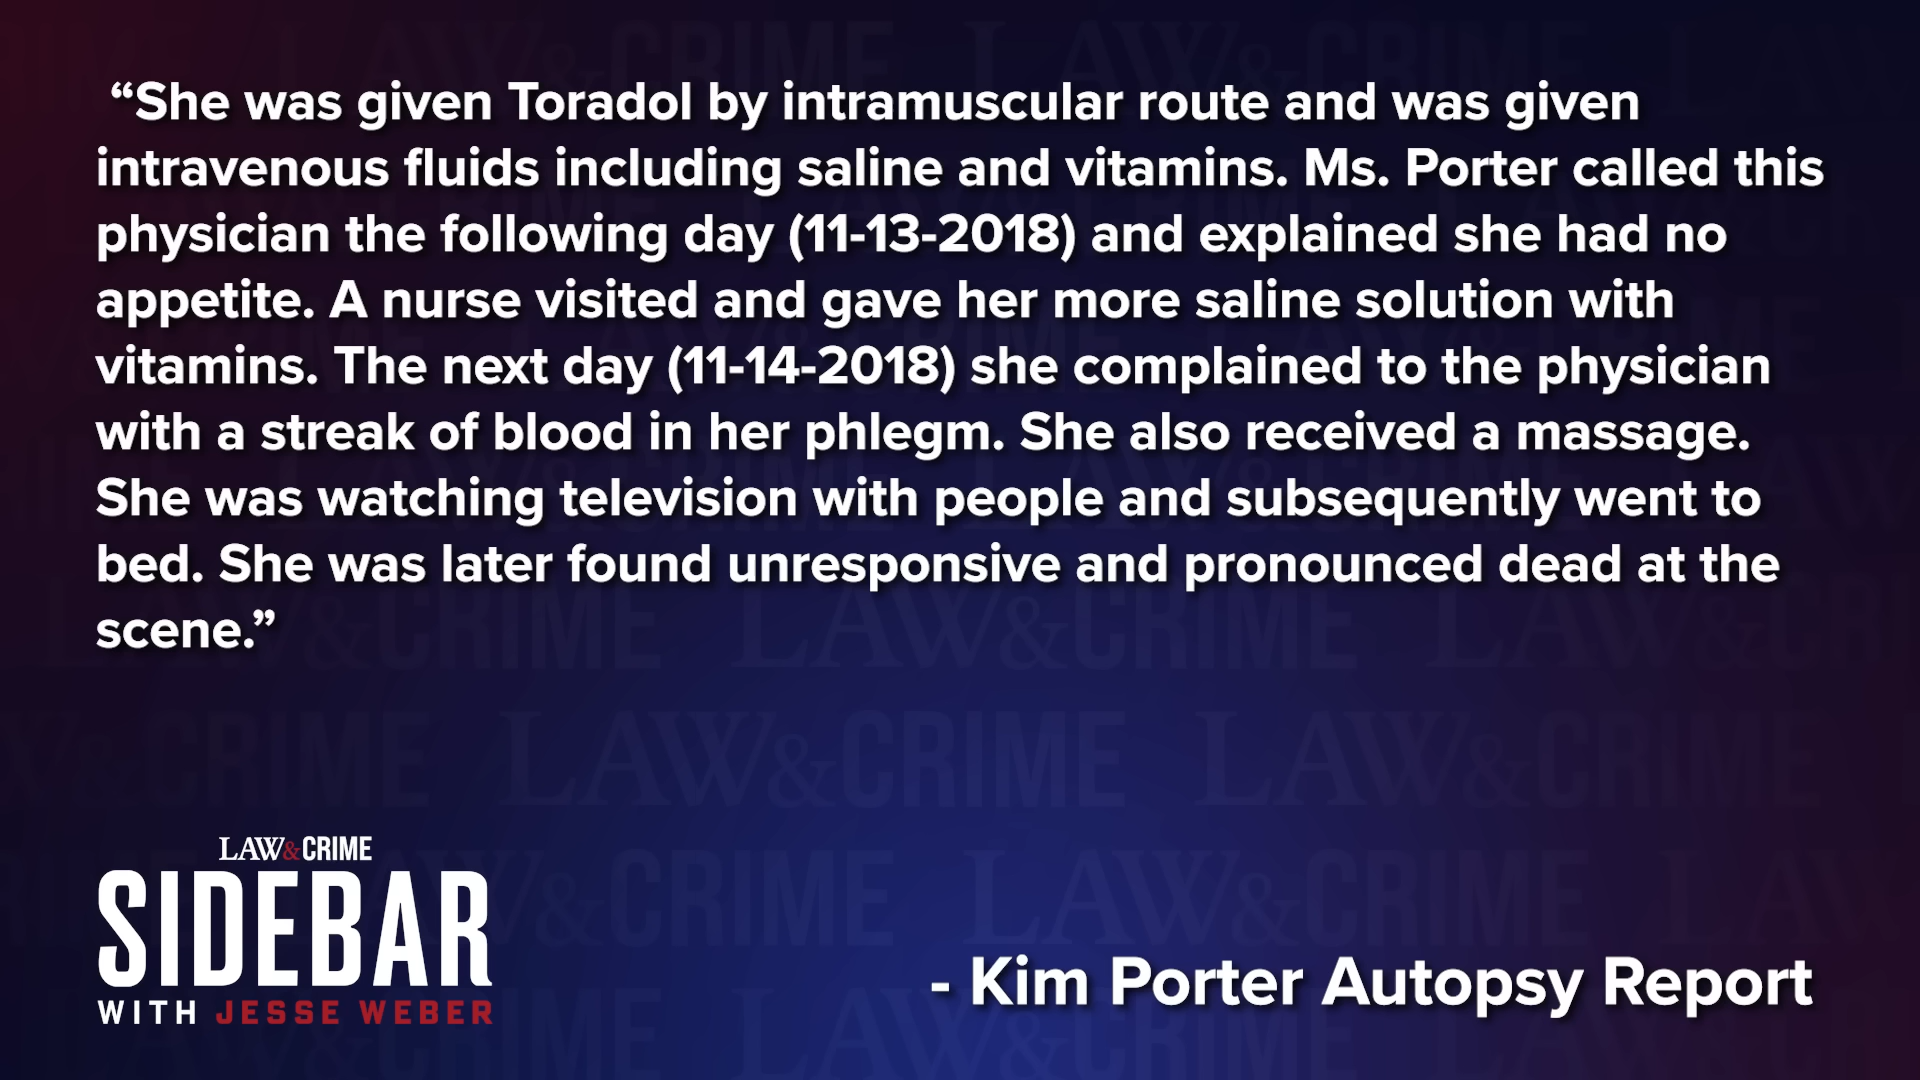 “She was given Toradol by intramuscular route and was given
intravenous fluids including saline and vitamins. Ms. Porter called this
physician the following day (11-13-2018) and explained she had no
appetite. A nurse visited and gave her more saline solution with
vitamins. The next day (11-14-2018) she complained to the physician
with a streak of blood in her phlegm. She also received a massage.
She was watching television with people and subsequently went to
bed. She was later found unresponsive and pronounced dead at the
scene.”
LAW&CRIME
SIDEBAR
WITH JESSE WEBER
- Kim Porter Autopsy Report